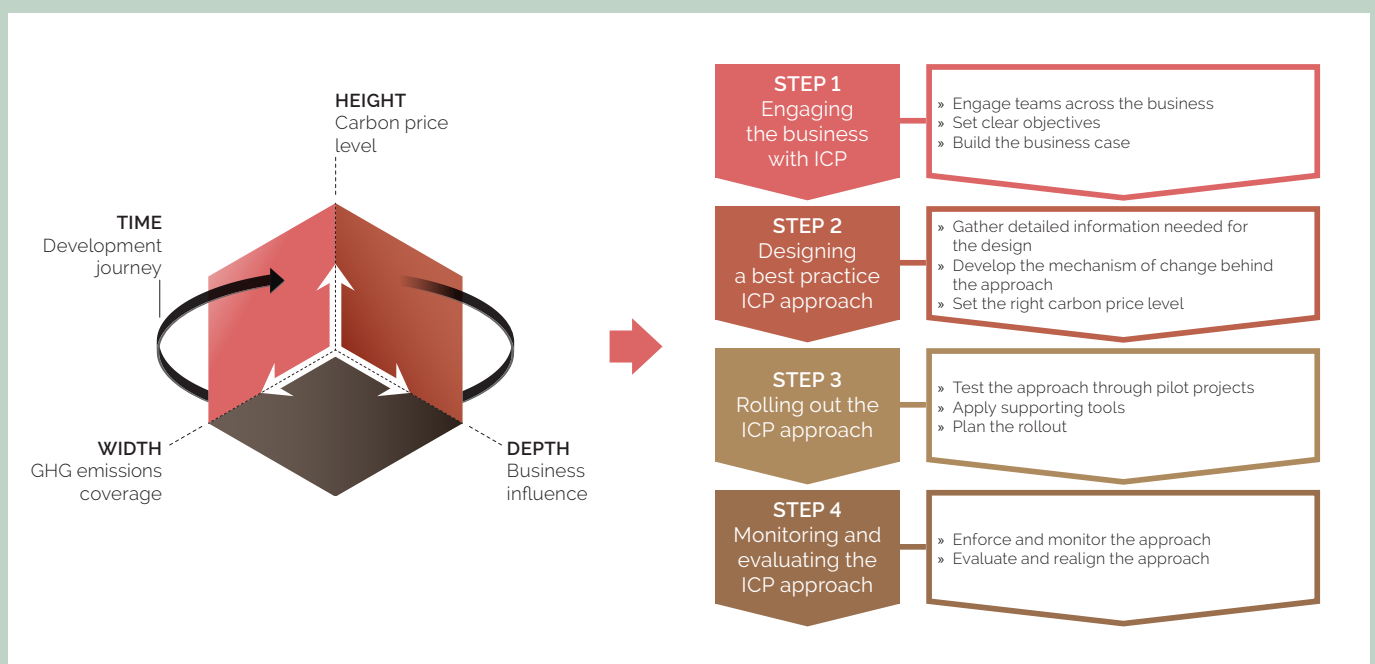 HEIGHT
Carbon price
level
TIME
Development
journey
WIDTH
GHG emissions
coverage
DEPTH
Business
influence
STEP 1
Engaging
the business
with ICP
» Engage teams across the business
» Set clear objectives
» Build the business case
STEP 2
Designing
a best practice
ICP approach
» Gather detailed information needed for
the design
» Develop the mechanism of change behind
the approach
» Set the right carbon price level
STEP 3
Rolling out the
ICP approach
» Test the approach through pilot projects
» Apply supporting tools
» Plan the rollout
STEP 4
Monitoring and
evaluating the
ICP approach
» Enforce and monitor the approach
» Evaluate and realign the approach